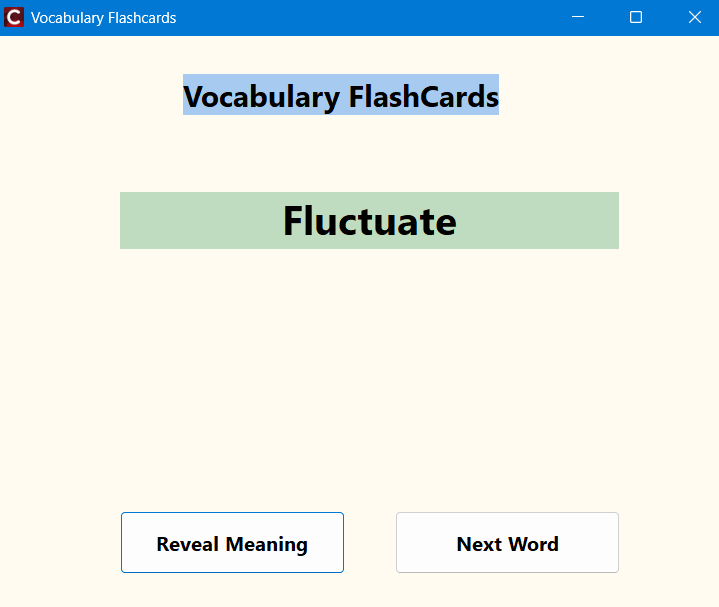 Vocabulary Flashcards
Vocabulary FlashCards
Fluctuate
Reveal Meaning
Next Word